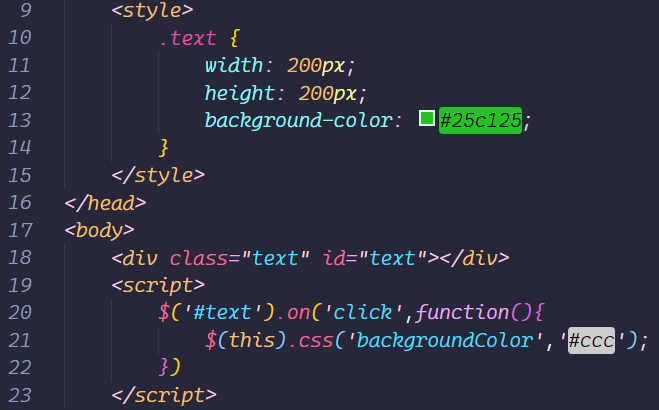 9 <style>
10 .text {
11 width: 200px;
12 height: 200px;
13 background-color: #25c125;
14 }
15 </style>
16 </head>
17 <body>
18 <div class="text" id="text"></div>
19 <script>
20 $('#text').on('click',function(){
21 $(this).css('backgroundColor','#ccc');
22 })
23 </script>